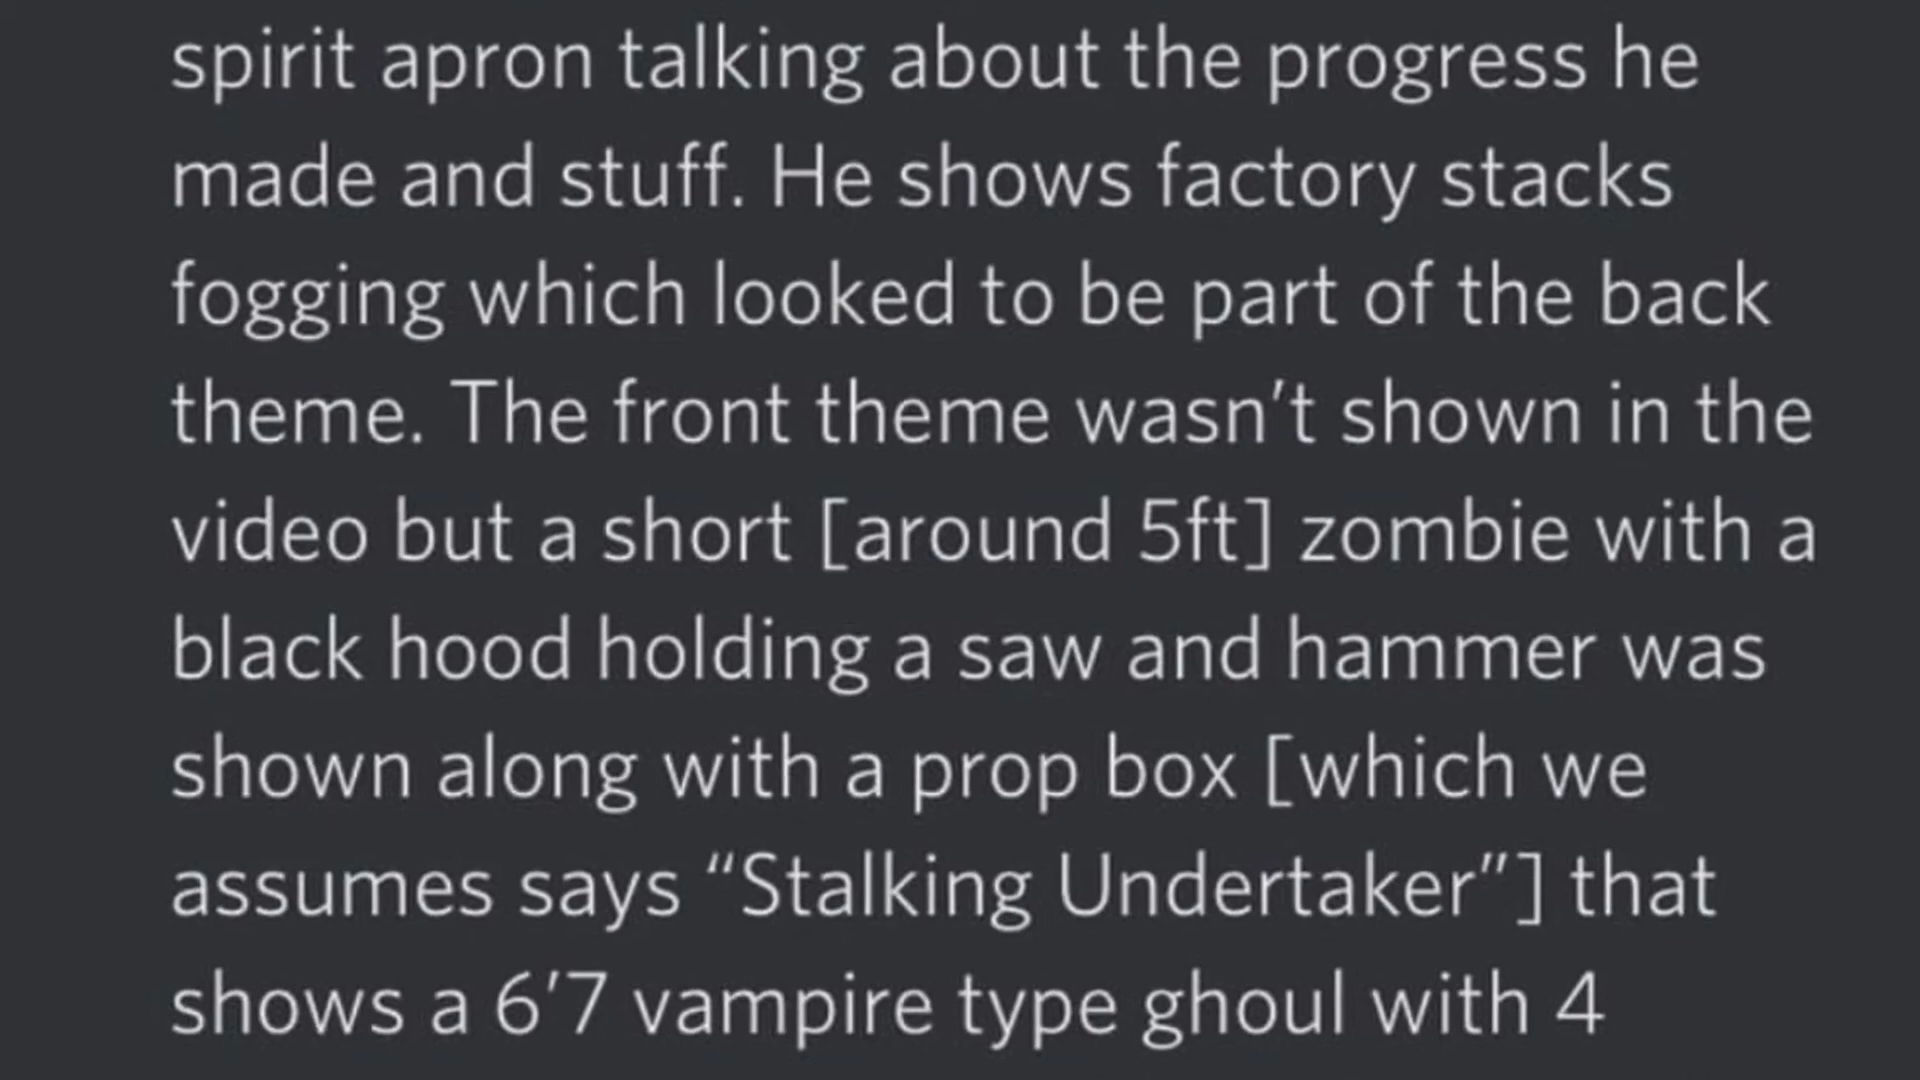 spirit apron talking about the progress he
made and stuff. He shows factory stacks
fogging which looked to be part of the back
theme. The front theme wasn’t shown in the
video but a short [around 5ft] zombie with a
black hood holding a saw and hammer was
shown along with a prop box [which we
assumes says “Stalking Undertaker”] that
shows a 6’7 vampire type ghoul with 4